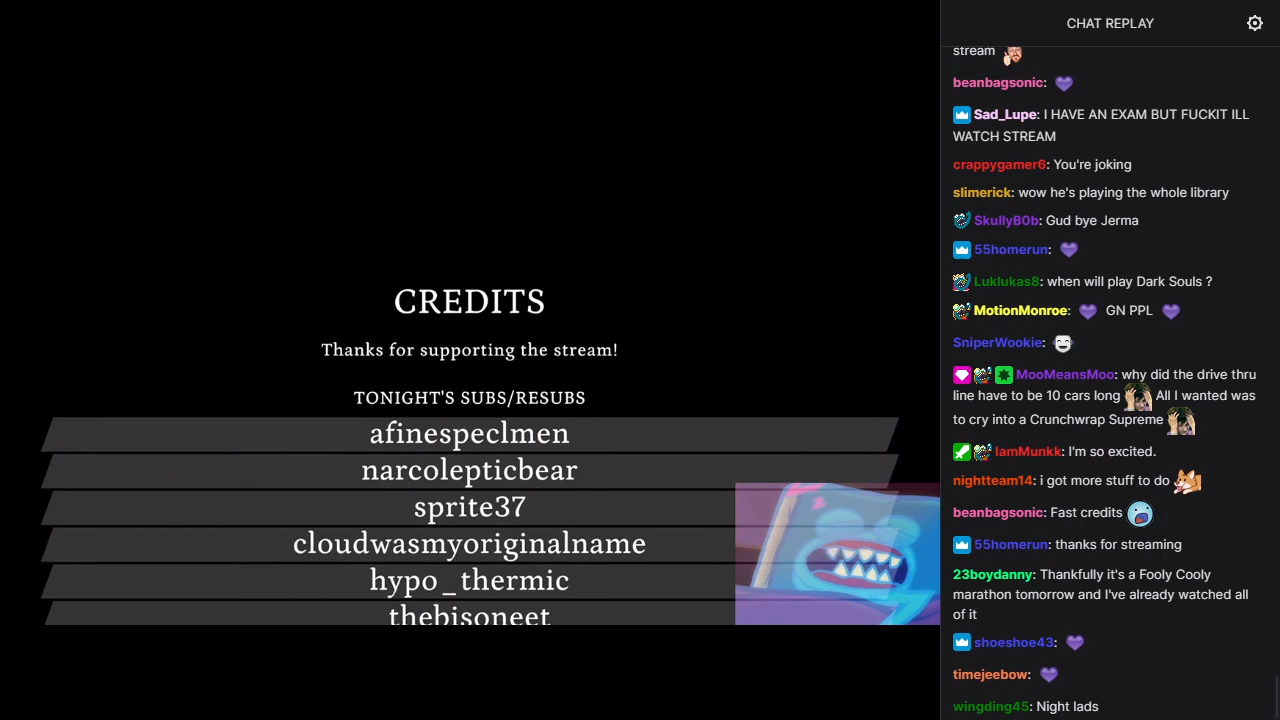 CREDITS
Thanks for supporting the stream!
TONIGHT'S SUBS/RESUBS
afinespeclmen
narcolepticbear
sprite37
cloudwasmyoriginalname
hypo_thermic
thebisoneet
CHAT REPLAY
stream
beanbagsonic:
Sad_Lupe: I HAVE AN EXAM BUT FUCKIT ILL
WATCH STREAM
crappygamer6: You're joking
slimerick: wow he's playing the whole library
SkullyB0b: Gud bye Jerma
55homerun:
Luklukas8: when will play Dark Souls ?
MotionMonroe: GN PPL
SniperWookie:
MooMeansMoo: why did the drive thru
line have to be 10 cars long All I wanted was
to cry into a Crunchwrap Supreme
IamMunkk: I'm so excited.
nightteam14: i got more stuff to do
beanbagsonic: Fast credits
55homerun: thanks for streaming
23boydanny: Thankfully it's a Fooly Cooly
marathon tomorrow and I've already watched all
of it
shoeshoe43:
timejeebow:
wingding45: Night lads